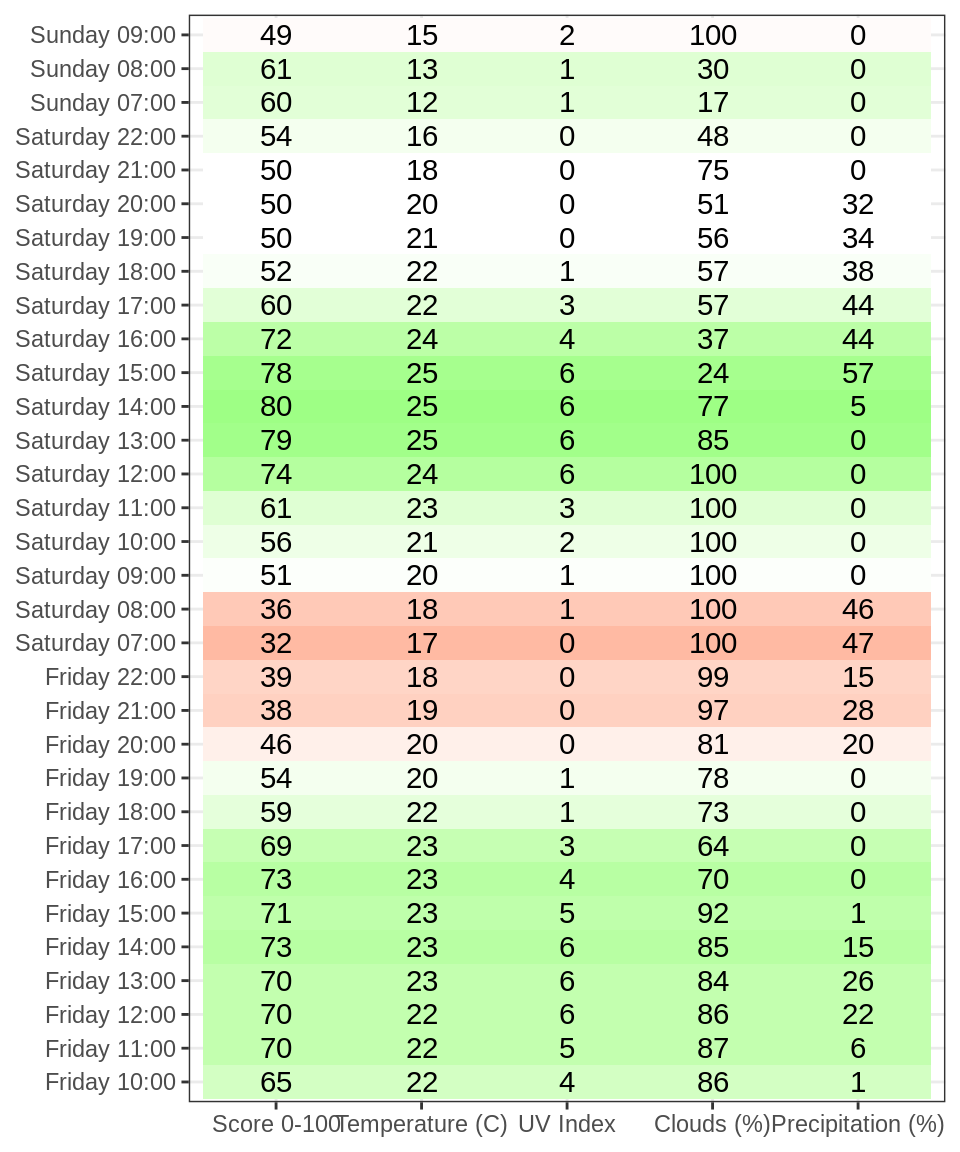 Sunday 09:00 49 15 2 100 0
Sunday 08:00 61 13 1 30 0
Sunday 07:00 60 12 1 17 0
Saturday 22:00 54 16 0 48 0
Saturday 21:00 50 18 0 75 0
Saturday 20:00 50 20 0 51 32
Saturday 19:00 50 21 0 56 34
Saturday 18:00 52 22 1 57 38
Saturday 17:00 60 22 3 57 44
Saturday 16:00 72 24 4 37 44
Saturday 15:00 78 25 6 24 57
Saturday 14:00 80 25 6 77 5
Saturday 13:00 79 25 6 85 0
Saturday 12:00 74 24 6 100 0
Saturday 11:00 61 23 3 100 0
Saturday 10:00 56 21 2 100 0
Saturday 09:00 51 20 1 100 0
Saturday 08:00 36 18 1 100 46
Saturday 07:00 32 17 0 100 47
Friday 22:00 39 18 0 99 15
Friday 21:00 38 19 0 97 28
Friday 20:00 46 20 0 81 20
Friday 19:00 54 20 1 78 0
Friday 18:00 59 22 1 73 0
Friday 17:00 69 23 3 64 0
Friday 16:00 73 23 4 70 0
Friday 15:00 71 23 5 92 1
Friday 14:00 73 23 6 85 15
Friday 13:00 70 23 6 84 26
Friday 12:00 70 22 6 86 22
Friday 11:00 70 22 5 87 6
Friday 10:00 65 22 4 86 1
Score 0-100 Temperature (C) UV Index Clouds (%) Precipitation (%)